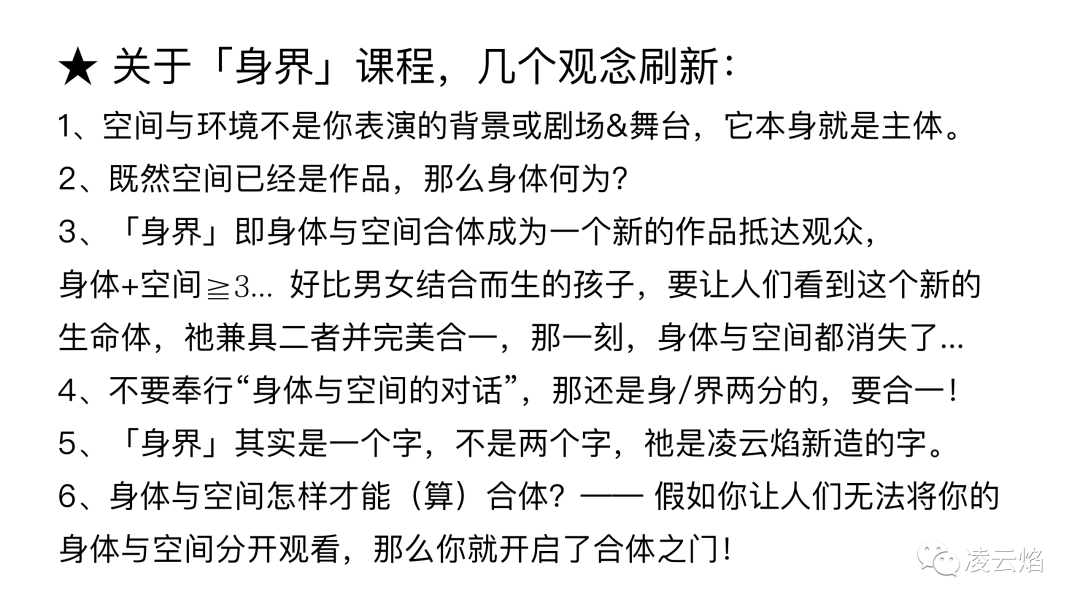 ★ 关于「身界」课程，几个观念刷新：
1、空间与环境不是你表演的背景或剧场&舞台，它本身就是主体。
2、既然空间已经是作品，那么身体何为？
3、「身界」即身体与空间合体成为一个新的作品抵达观众，
身体+空间≧3... 好比男女结合而生的孩子，要让人们看到这个新的
生命体，祂兼具二者并完美合一，那一刻，身体与空间都消失了...
4、不要奉行“身体与空间的对话”，那还是身/界两分的，要合一！
5、「身界」其实是一个字，不是两个字，祂是凌云焰新造的字。
6、身体与空间怎样才能（算）合体？—— 假如你让人们无法将你的
身体与空间分开观看，那么你就开启了合体之门！
凌云焰